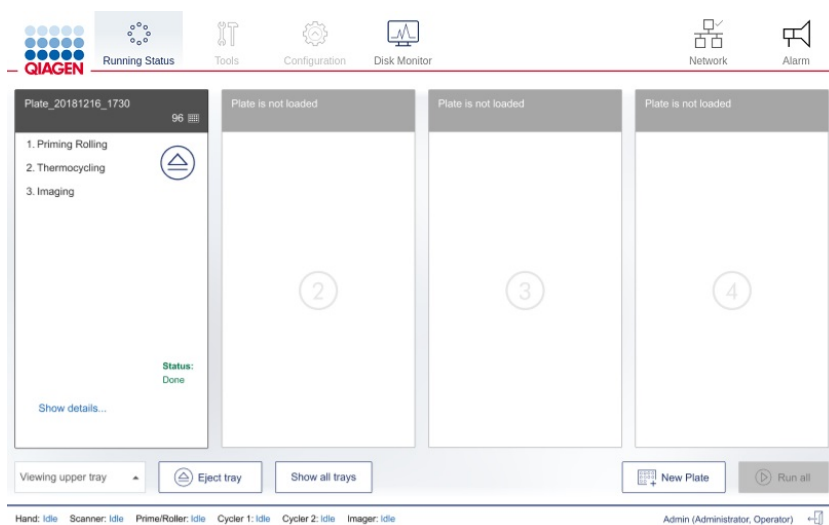 QIAGEN
Running Status
Tools
Configuration
Disk Monitor
Network
Alarm
Plate_20181216_1730
96
1. Priming Rolling
2. Thermocycling
3. Imaging
Status:
Done
Show details...
Plate is not loaded
2
Plate is not loaded
3
Plate is not loaded
4
Viewing upper tray
Eject tray
Show all trays
New Plate
Run all
Hand: Idle Scanner: Idle Prime/Roller: Idle Cycler 1: Idle Cycler 2: Idle Imager: Idle
Admin (Administrator, Operator)